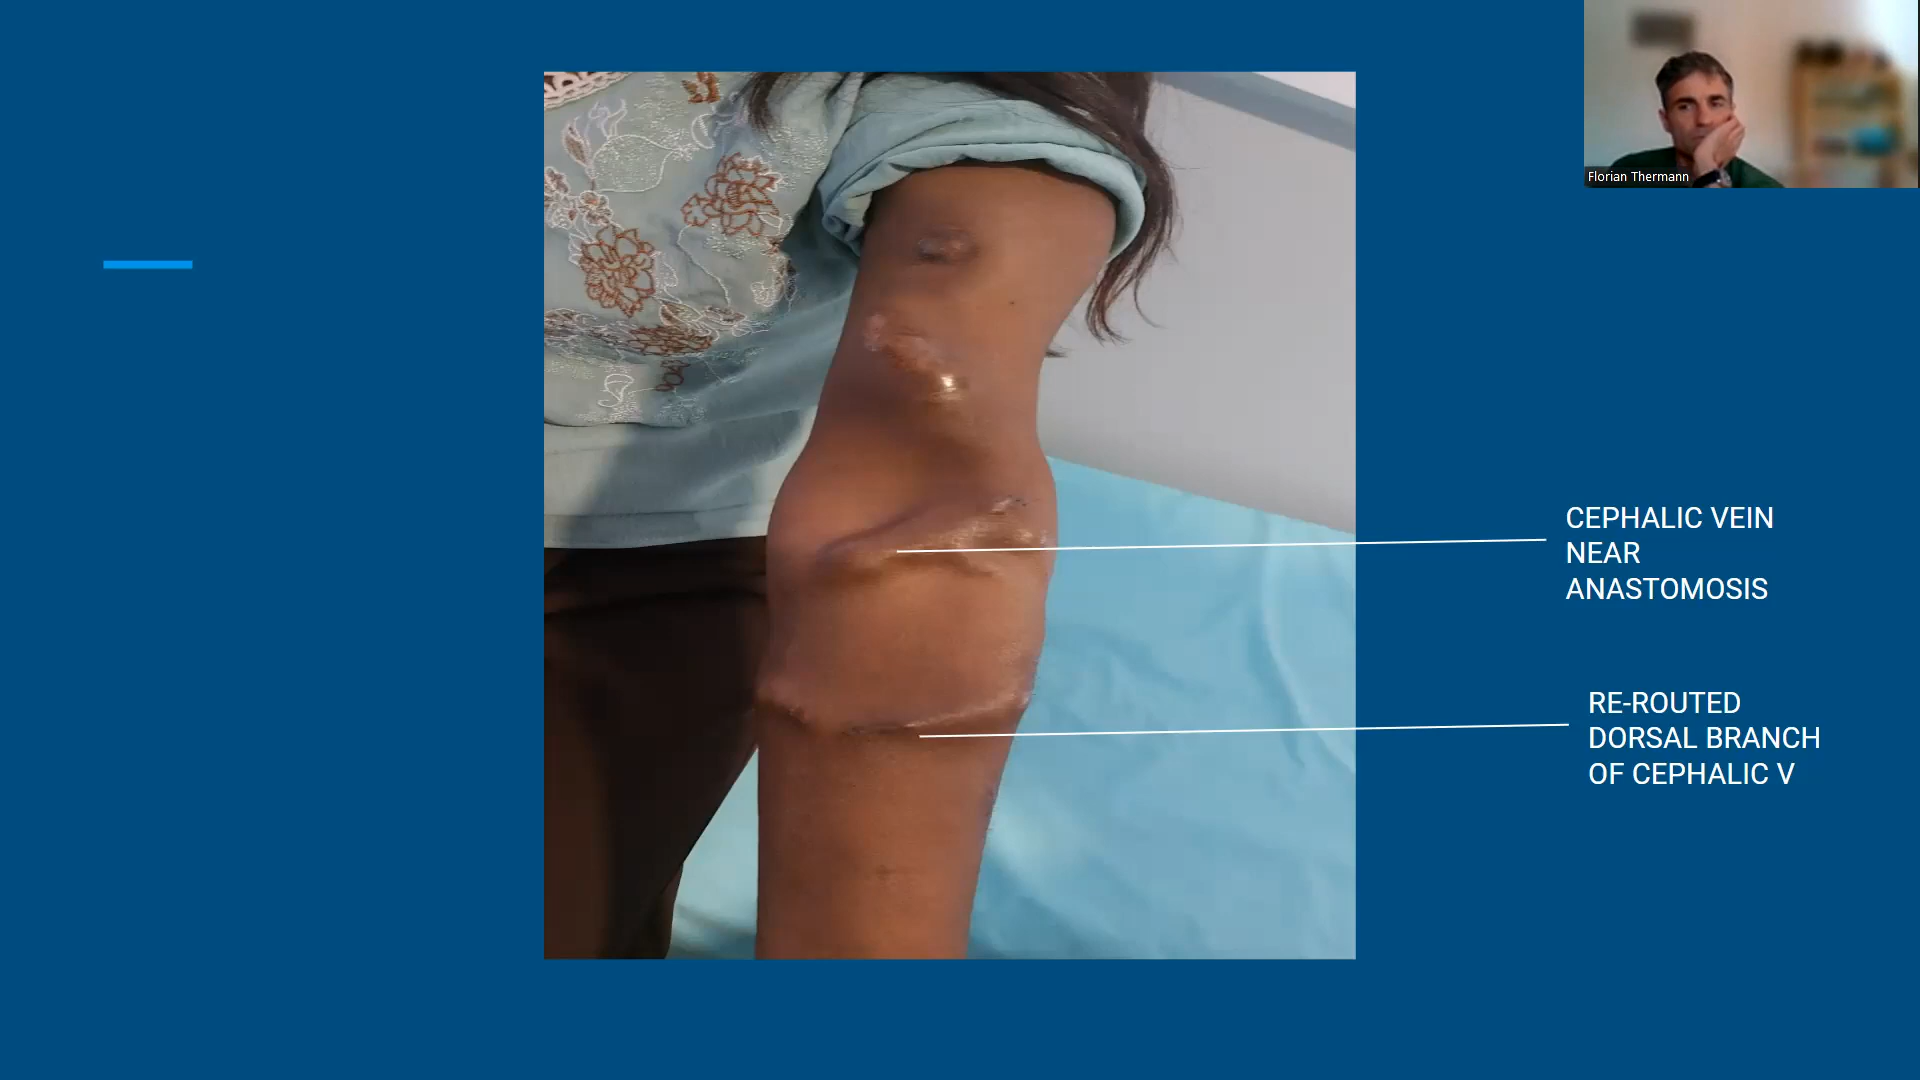 Florian Thermann
CEPHALIC VEIN
NEAR
ANASTOMOSIS
RE-ROUTED
DORSAL BRANCH
OF CEPHALIC V